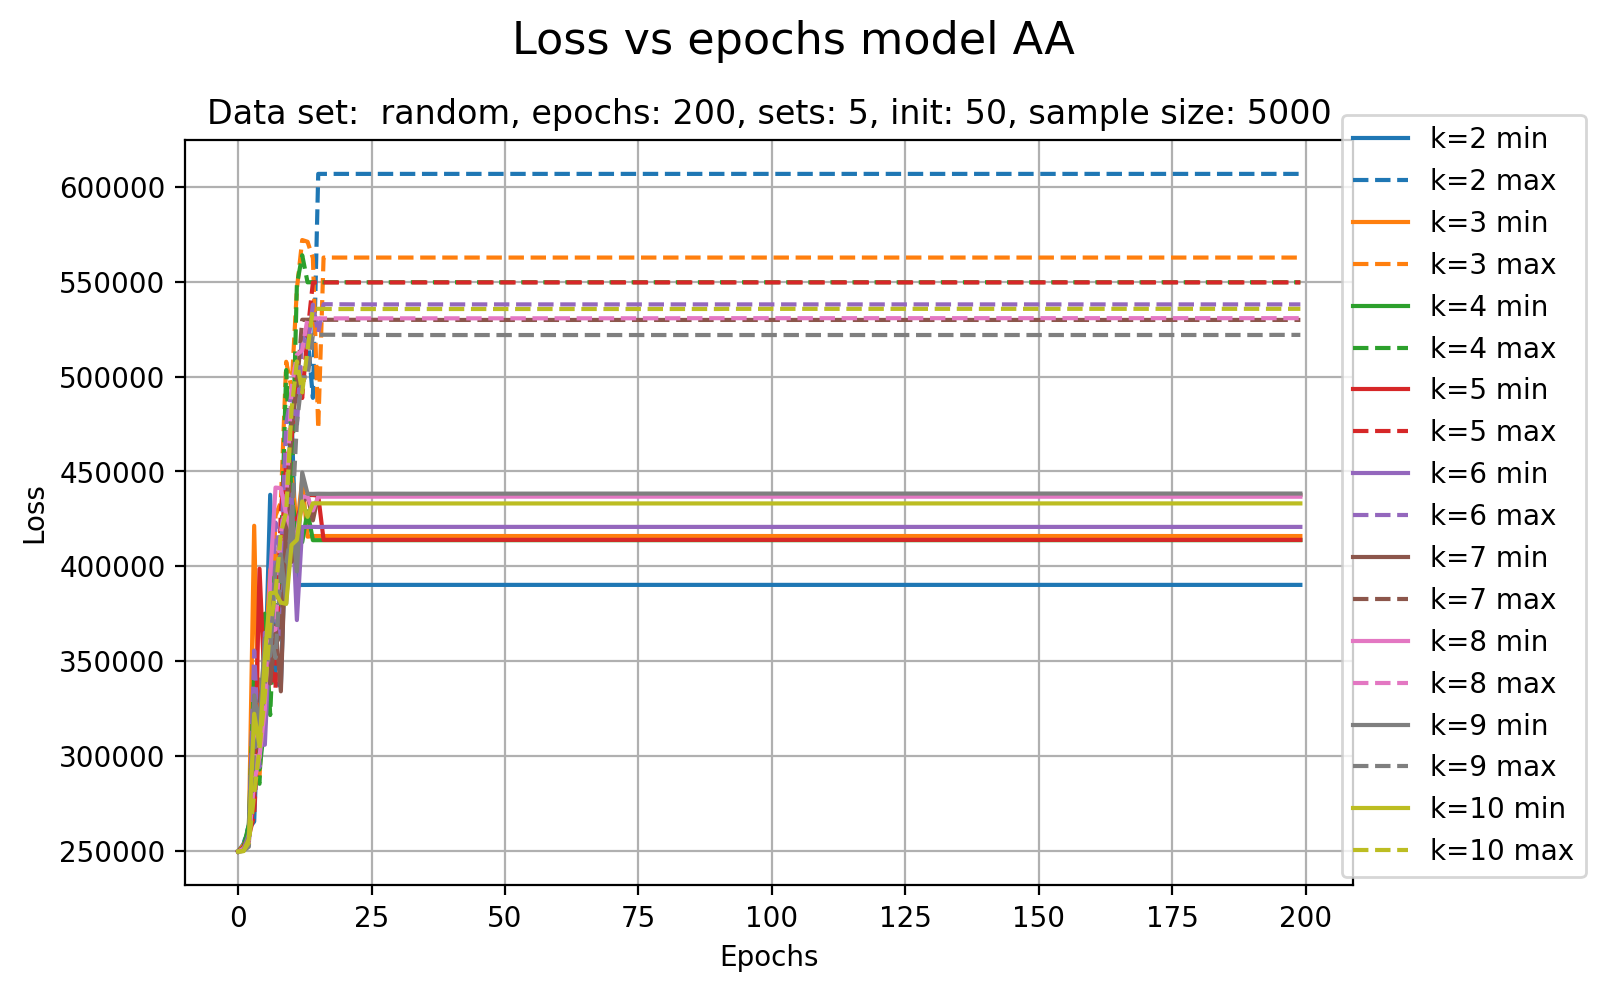 Loss vs epochs model AA
Data set:  random, epochs: 200, sets: 5, init: 50, sample size: 5000
600000
550000
500000
450000
400000
350000
300000
250000
Loss
0 25 50 75 100 125 150 175 200
Epochs
k=2 min
k=2 max
k=3 min
k=3 max
k=4 min
k=4 max
k=5 min
k=5 max
k=6 min
k=6 max
k=7 min
k=7 max
k=8 min
k=8 max
k=9 min
k=9 max
k=10 min
k=10 max